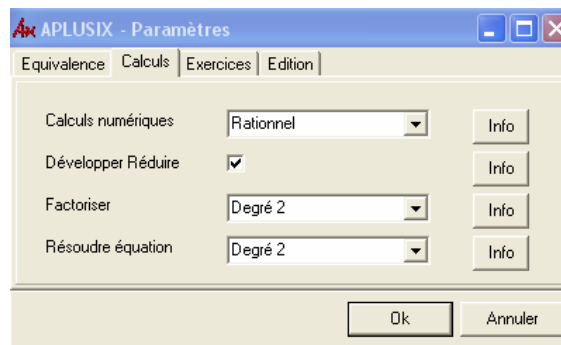 APLUSIX - Paramètres
Equivalence Calculs Exercices Edition
Calculs numériques Rationnel Info
Développer Réduire Info
Factoriser Degré 2 Info
Résoudre équation Degré 2 Info
Ok Annuler